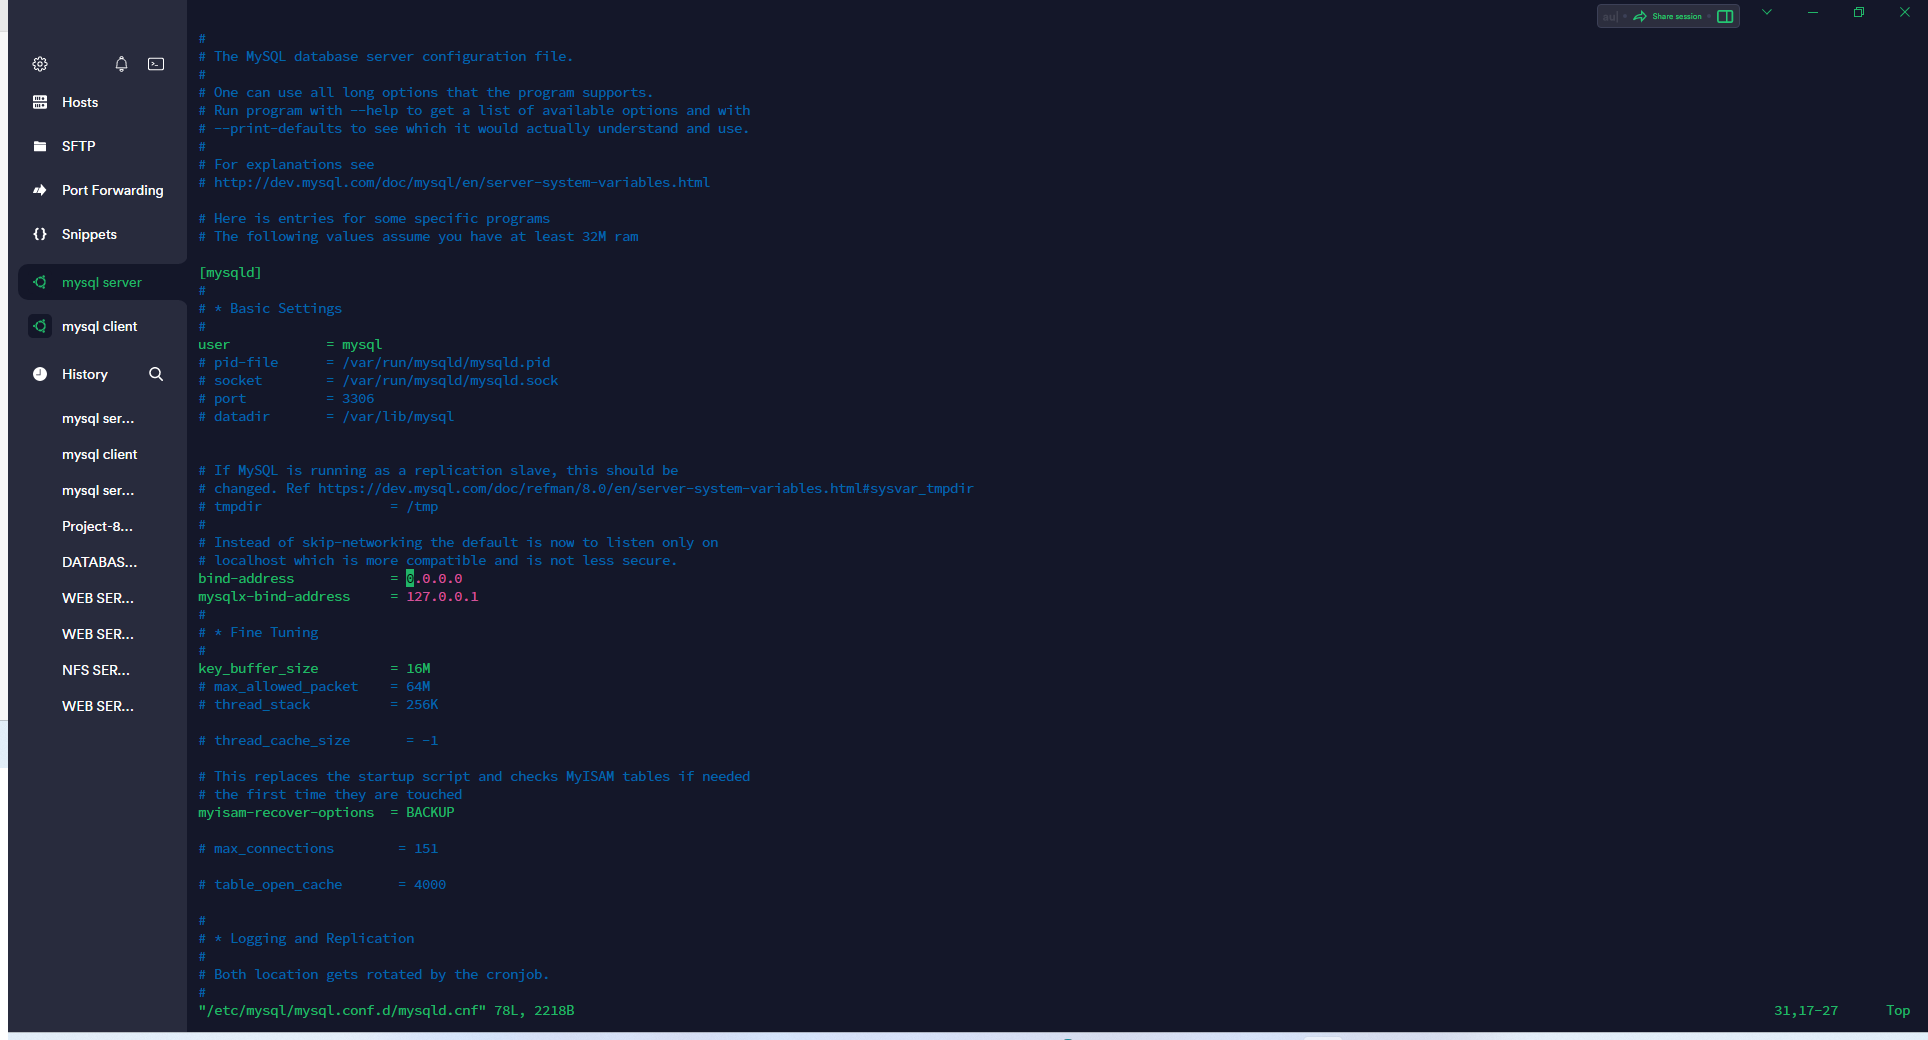 au
Share session
Hosts
SFTP
Port Forwarding
Snippets
mysql server
mysql client
History
mysql ser...
mysql client
mysql ser...
Project-8...
DATABAS...
WEB SER...
WEB SER...
NFS SER...
WEB SER...
#
# The MySQL database server configuration file.
#
# One can use all long options that the program supports.
# Run program with --help to get a list of available options and with
# --print-defaults to see which it would actually understand and use.
#
# For explanations see
# http://dev.mysql.com/doc/mysql/en/server-system-variables.html
# Here is entries for some specific programs
# The following values assume you have at least 32M ram
[mysqld]
#
# * Basic Settings
#
user            = mysql
# pid-file      = /var/run/mysqld/mysqld.pid
# socket        = /var/run/mysqld/mysqld.sock
# port          = 3306
# datadir       = /var/lib/mysql
# If MySQL is running as a replication slave, this should be
# changed. Ref https://dev.mysql.com/doc/refman/8.0/en/server-system-variables.html#sysvar_tmpdir
# tmpdir                = /tmp
#
# Instead of skip-networking the default is now to listen only on
# localhost which is more compatible and is not less secure.
bind-address            = 0.0.0.0
mysqlx-bind-address     = 127.0.0.1
#
# * Fine Tuning
#
key_buffer_size         = 16M
# max_allowed_packet    = 64M
# thread_stack          = 256K
# thread_cache_size       = -1
# This replaces the startup script and checks MyISAM tables if needed
# the first time they are touched
myisam-recover-options  = BACKUP
# max_connections        = 151
# table_open_cache       = 4000
#
# * Logging and Replication
#
# Both location gets rotated by the cronjob.
#
"/etc/mysql/mysql.conf.d/mysqld.cnf" 78L, 2218B
31,17-27
Top